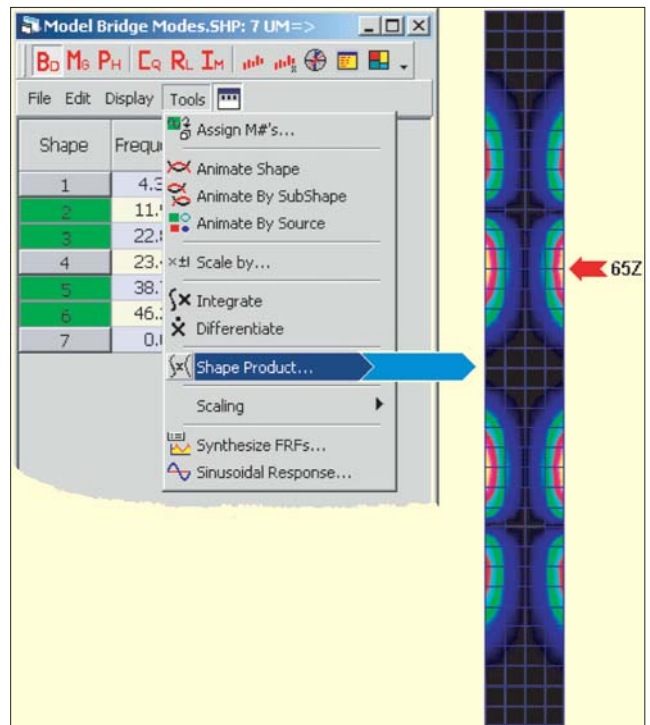 Model Bridge Modes.SHP: 7 UM=>
BD MG PH CQ RL IM
File Edit Display Tools
Shape
1 4.3
2 11.
3 22.
4 23.
5 38.
6 46.
7 0.
Assign M#'s...
Animate Shape
Animate By SubShape
Animate By Source
×±! Scale by...
Integrate
Differentiate
Shape Product...
Scaling
Synthesize FRFs...
Sinusoidal Response...
65Z